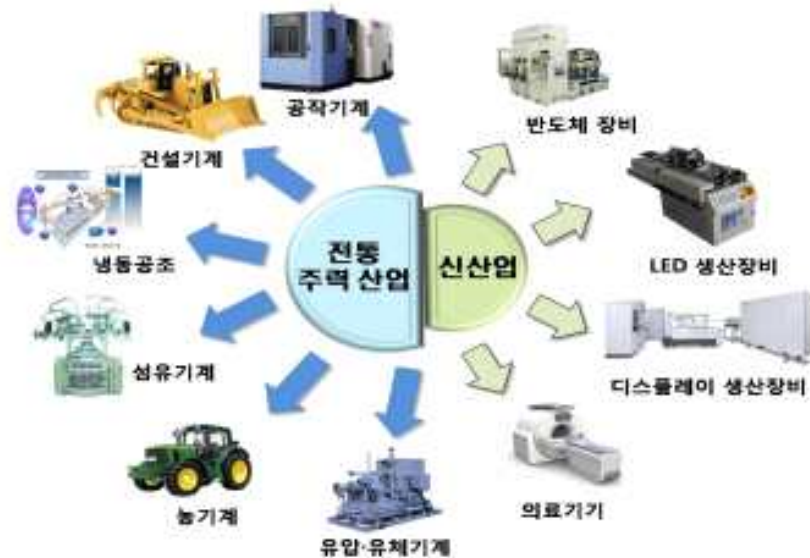 공작기계
반도체 장비
건설기계
LED 생산장비
냉동공조
전통
주력 산업
신산업
섬유기계
디스플레이 생산장비
농기계
의료기기
유압·유체기계